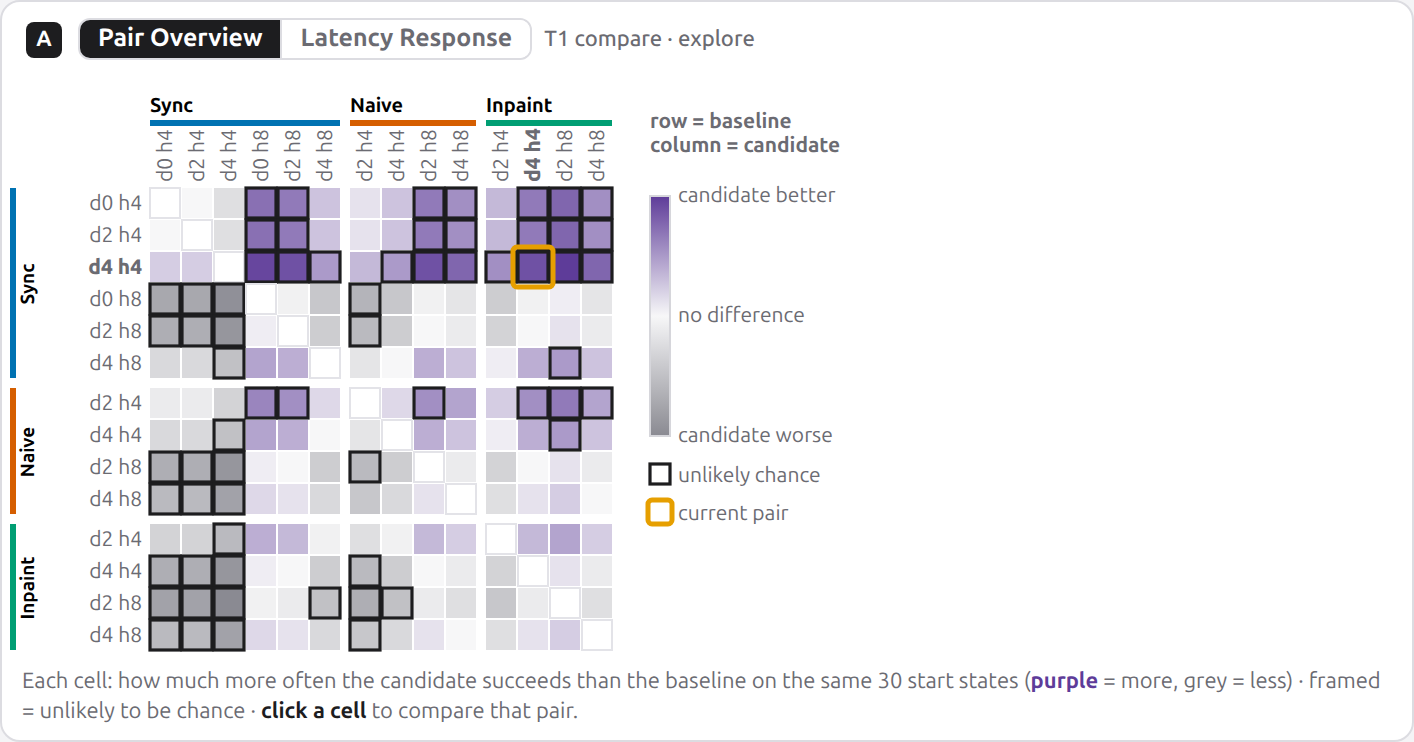 A Pair Overview Latency Response T1 compare · explore
Sync Naive Inpaint
d0 h4 d2 h4 d4 h4 d0 h8 d2 h8 d4 h8 d2 h4 d4 h4 d2 h8 d4 h8 d2 h4 d4 h4 d2 h8 d4 h8
row = baseline
column = candidate
candidate better
no difference
candidate worse
unlikely chance
current pair
Sync
d0 h4
d2 h4
d4 h4
d0 h8
d2 h8
d4 h8
Naive
d2 h4
d4 h4
d2 h8
d4 h8
Inpaint
d2 h4
d4 h4
d2 h8
d4 h8
Each cell: how much more often the candidate succeeds than the baseline on the same 30 start states (purple = more, grey = less) · framed
= unlikely to be chance · click a cell to compare that pair.